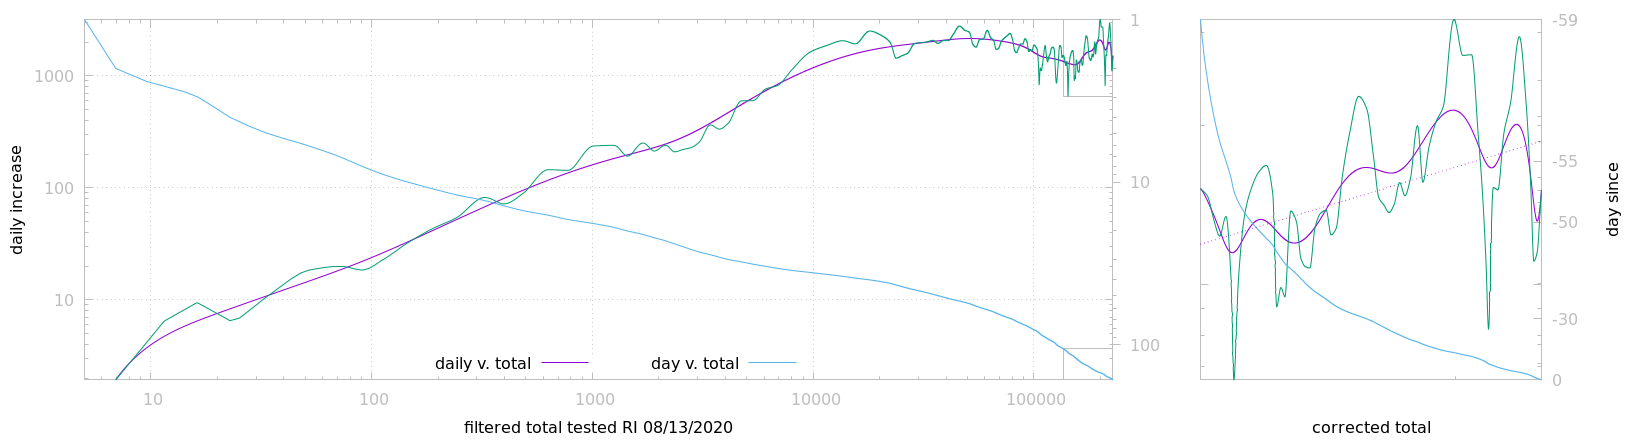 daily increase
1000
100
10
daily v. total
day v. total
10
100
1000
10000
100000
filtered total tested RI 08/13/2020
1
10
100
-59
-55
-50
-30
0
day since
corrected total